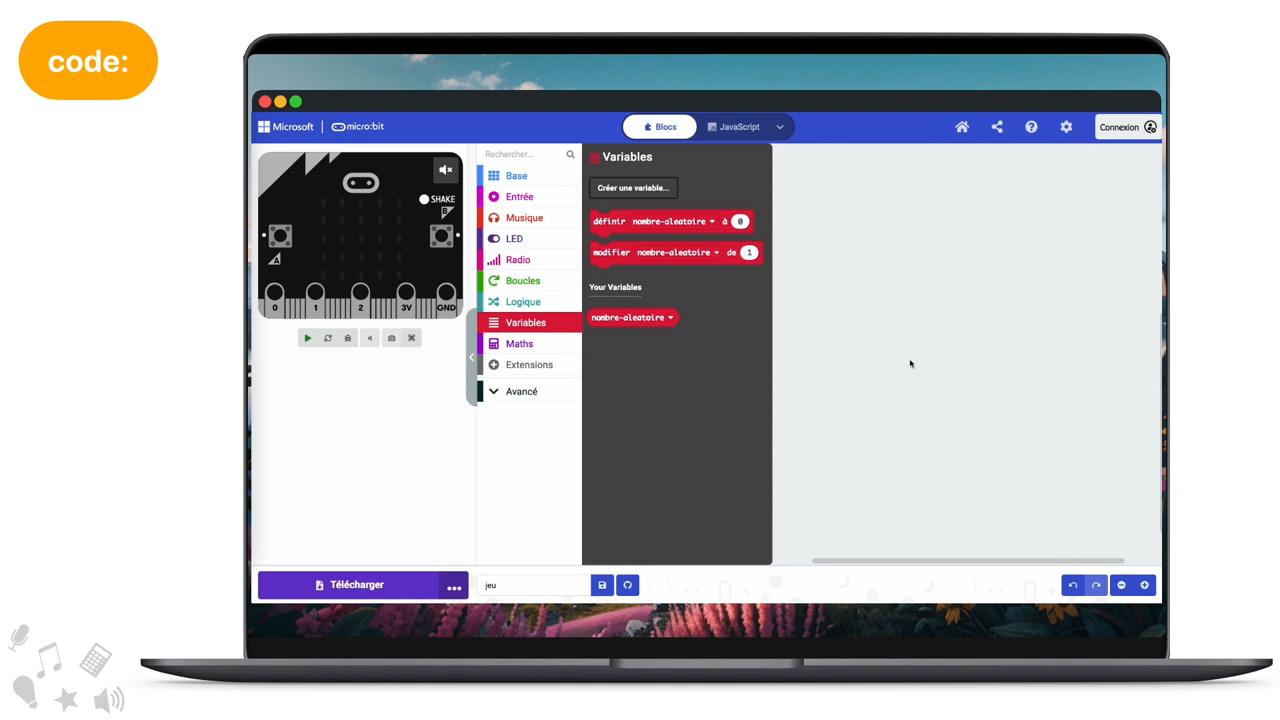 code:
Microsoft | micro:bit
Blocs
JavaScript
Connexion
SHAKE
B
A
0 1 2 3V GND
Rechercher...
Base
Entrée
Musique
LED
Radio
Boucles
Logique
Variables
Maths
Extensions
Avancé
Variables
Créer une variable...
définir nombre-aleatoire à 0
modifier nombre-aleatoire de 1
Your Variables
nombre-aleatoire
Télécharger
jeu